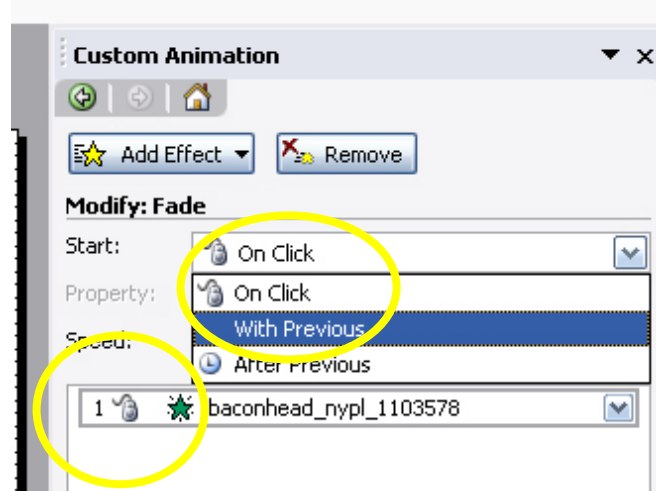 Custom Animation
Add Effect
Remove
Modify: Fade
Start:
On Click
Property:
On Click
Speed:
With Previous
After Previous
1 baconhead_nypl_1103578